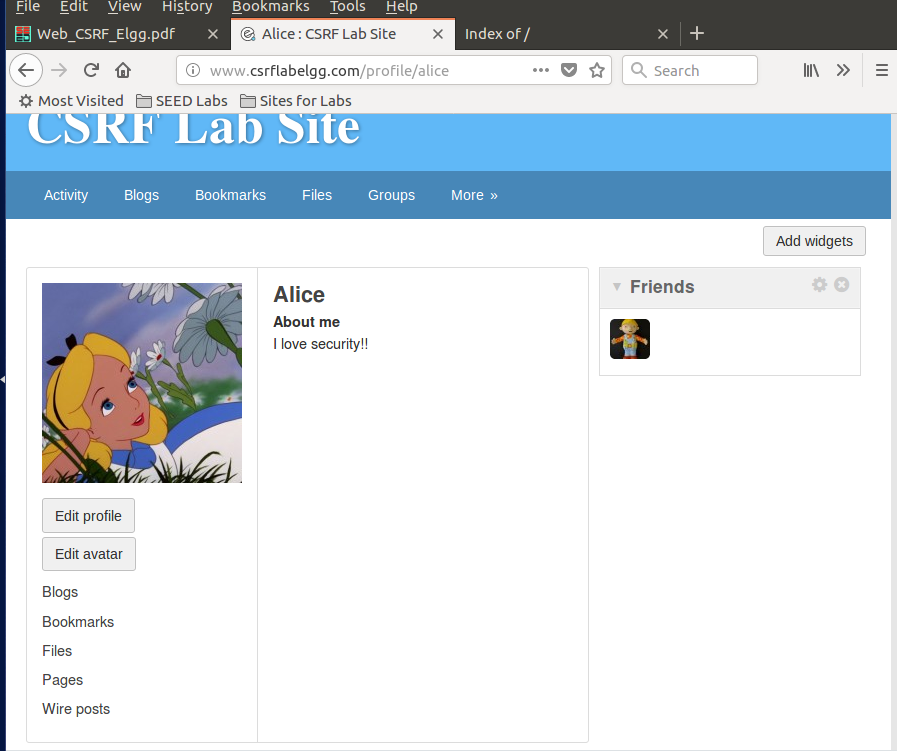 File Edit View History Bookmarks Tools Help
Web_CSRF_Elgg.pdf Alice : CSRF Lab Site Index of /
www.csrflabelgg.com/profile/alice Search
Most Visited SEED Labs Sites for Labs
CSRF Lab Site
Activity Blogs Bookmarks Files Groups More »
Add widgets
Alice
About me
I love security!!
Friends
Edit profile
Edit avatar
Blogs
Bookmarks
Files
Pages
Wire posts